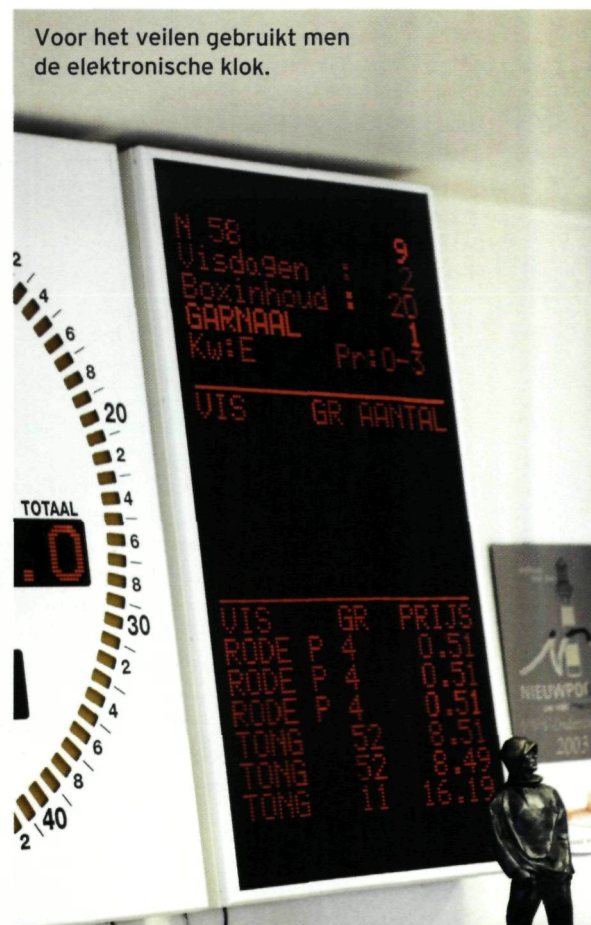 Voor het veilen gebruikt men
de elektronische klok.
N.58 9
Visdagen : 2
Boxinhoud : 20
GARNAAL 1
Kw:E Pr:0-3
VIS GR AANTAL
VIS GR PRIJS
RODE P 4 0.51
RODE P 4 0.51
RODE P 4 0.51
TONG 52 8.51
TONG 52 8.49
TONG 11 16.19
2
4
6
8
20
2
4
6
8
30
2
4
6
8
40
2
TOTAAL
.0
NIEUWPO
2003